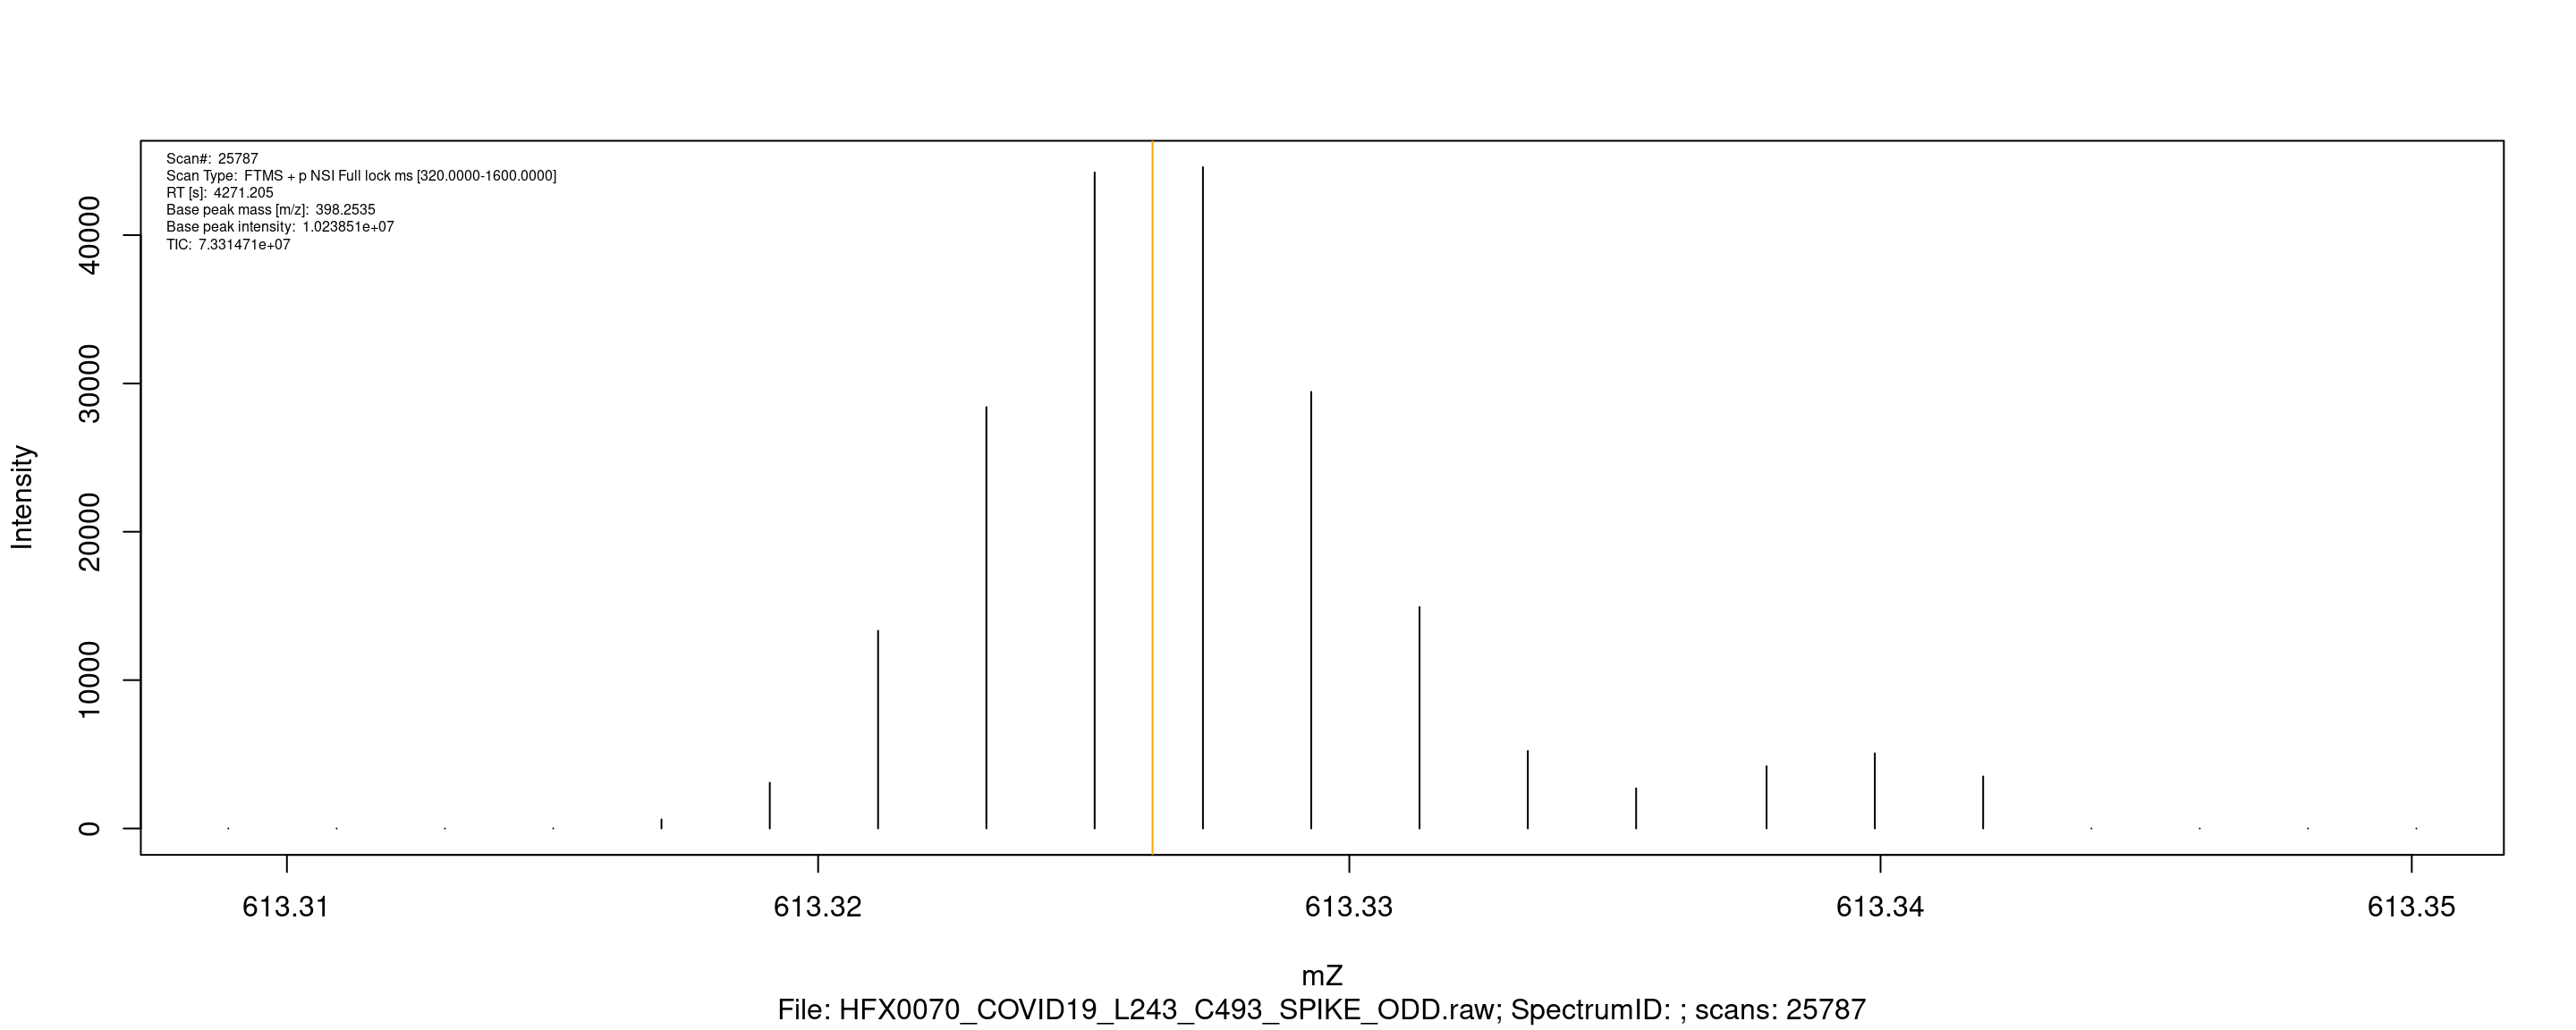 Scan#: 25787
Scan Type: FTMS + p NSI Full lock ms [320.0000-1600.0000]
RT [s]: 4271.205
Base peak mass [m/z]: 398.2535
Base peak intensity: 1.023851e+07
TIC: 7.331471e+07
Intensity
40000
30000
20000
10000
0
613.31 613.32 613.33 613.34 613.35
mZ
File: HFX0070_COVID19_L243_C493_SPIKE_ODD.raw; SpectrumID: ; scans: 25787